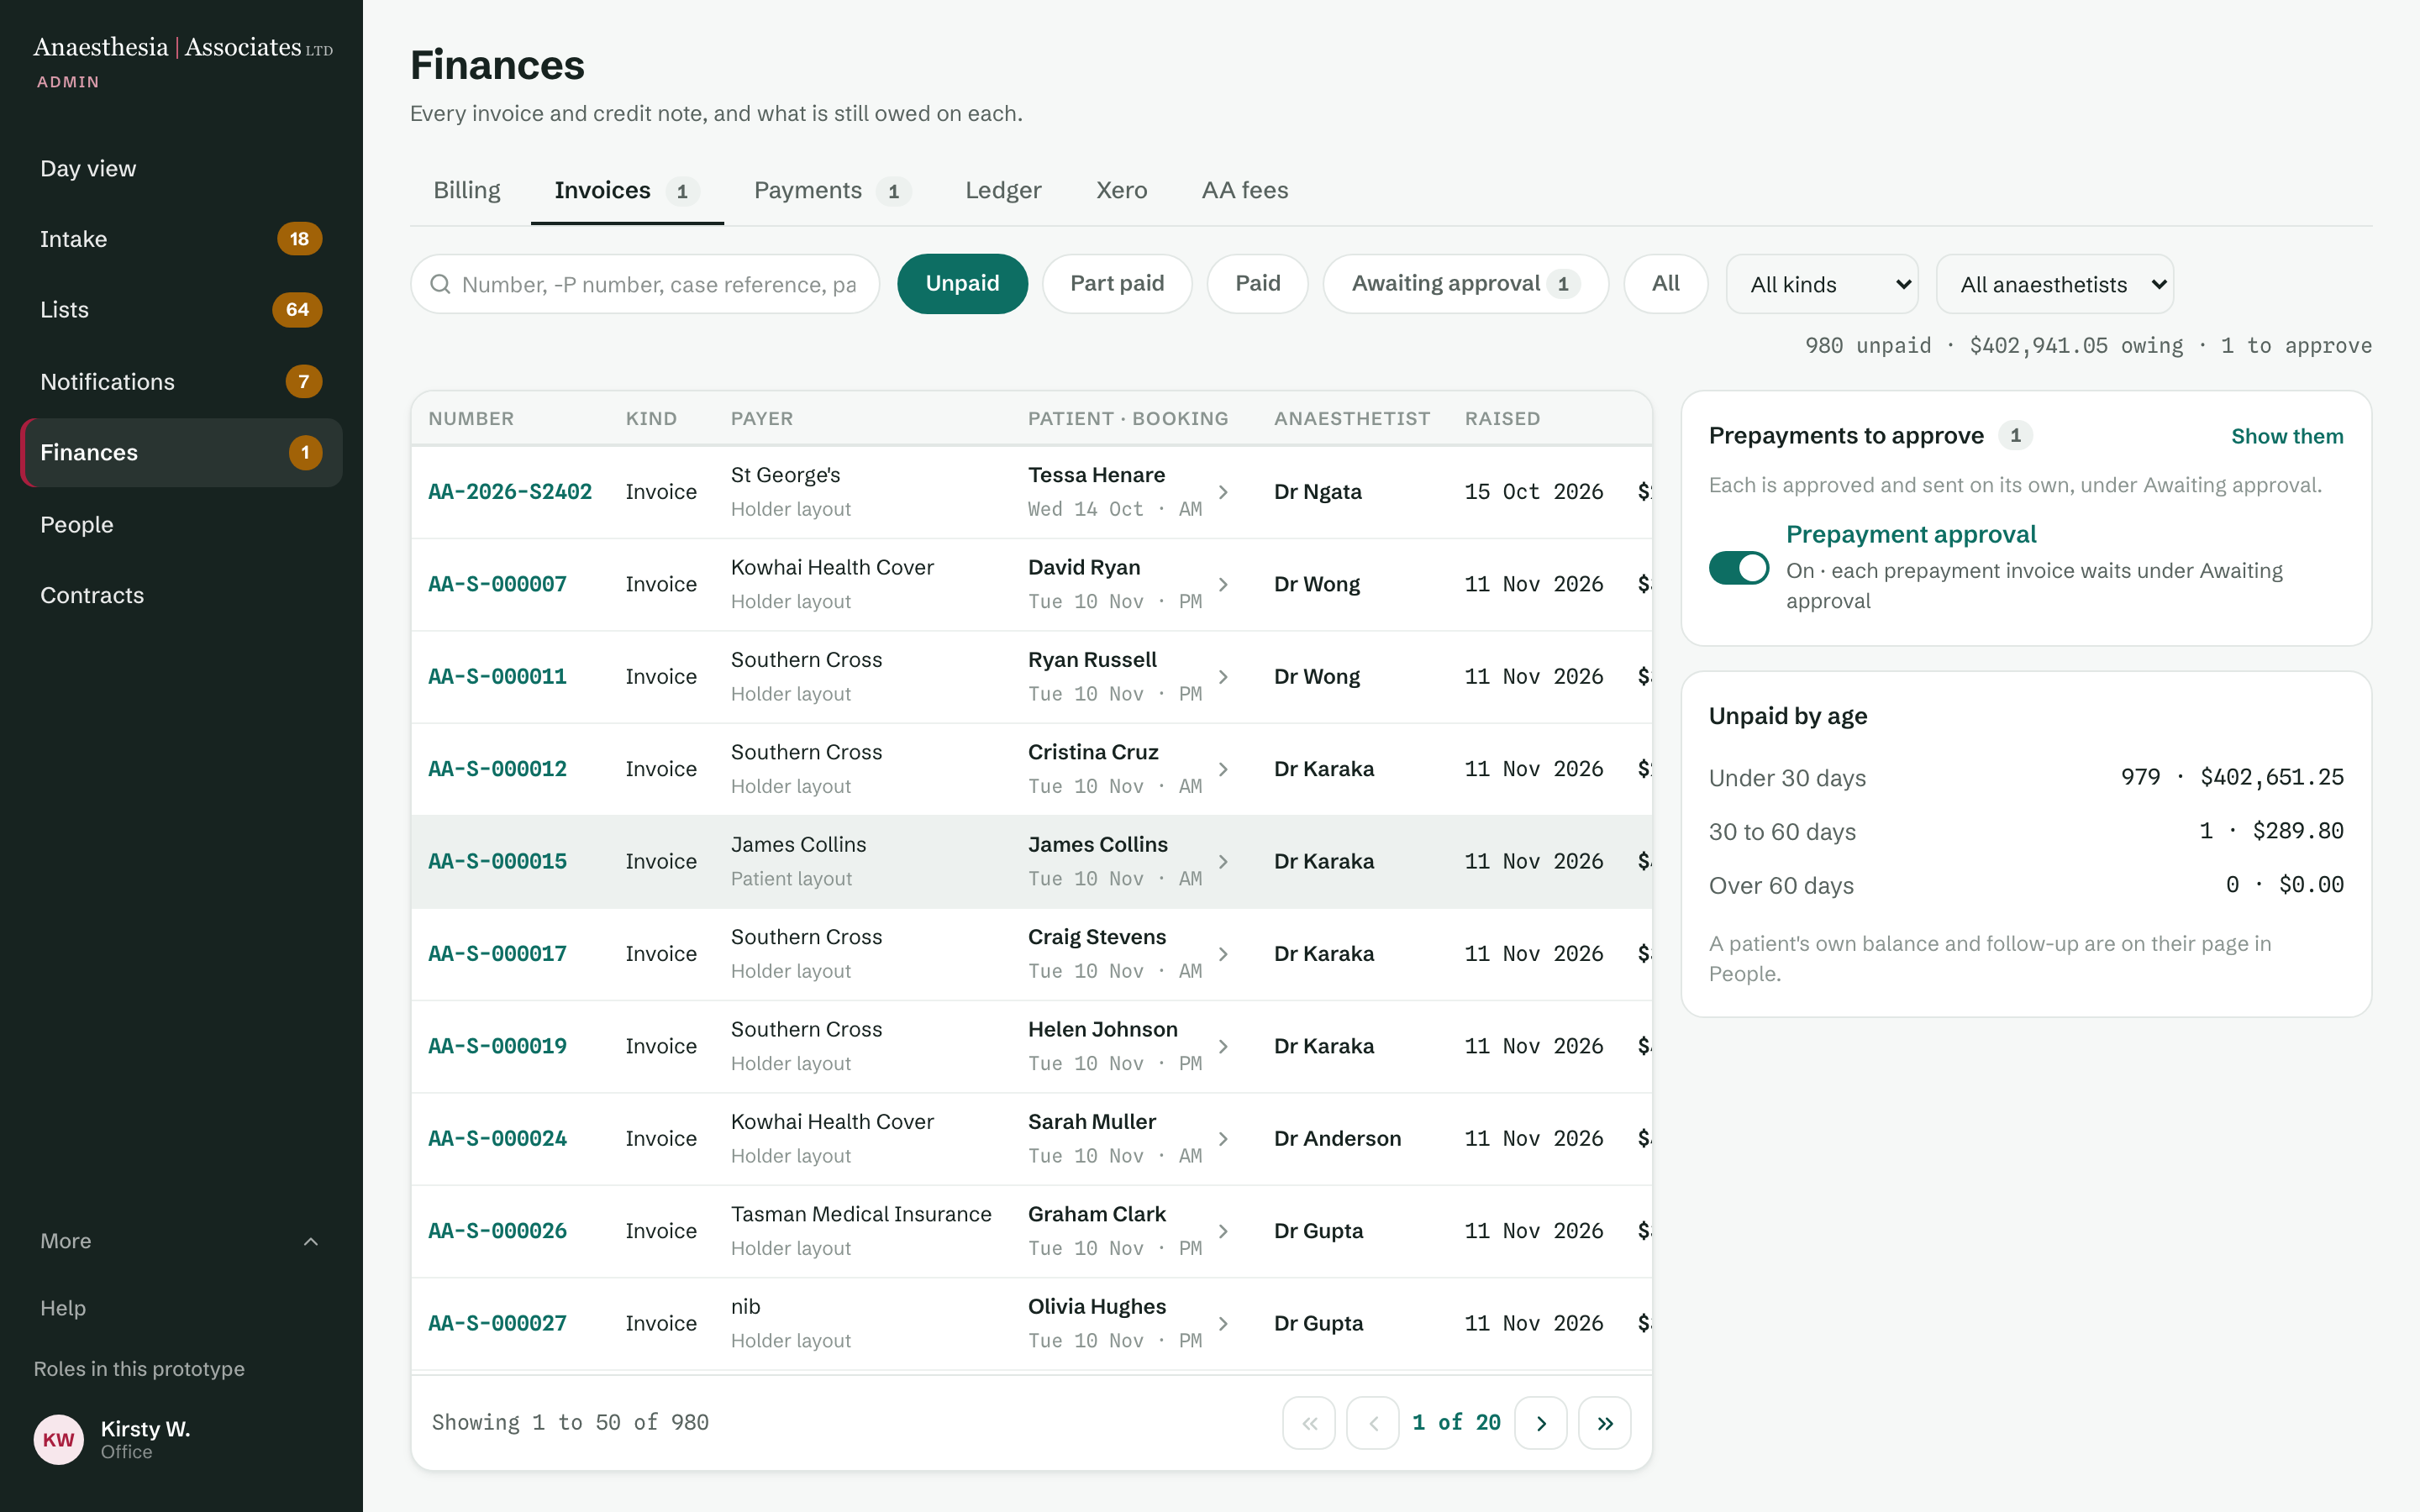 Anaesthesia | Associates LTD
ADMIN
Day view
Intake 18
Lists 64
Notifications 7
Finances 1
People
Contracts
More
Help
Roles in this prototype
KW
Kirsty W.
Office
Finances
Every invoice and credit note, and what is still owed on each.
Billing Invoices 1 Payments 1 Ledger Xero AA fees
Number, -P number, case reference, pa Unpaid Part paid Paid Awaiting approval 1 All All kinds All anaesthetists
980 unpaid · $402,941.05 owing · 1 to approve
NUMBER KIND PAYER PATIENT · BOOKING ANAESTHETIST RAISED
AA-2026-S2402 Invoice St George's Tessa Henare Dr Ngata 15 Oct 2026 $
Holder layout Wed 14 Oct · AM
AA-S-000007 Invoice Kowhai Health Cover David Ryan Dr Wong 11 Nov 2026 $
Holder layout Tue 10 Nov · PM
AA-S-000011 Invoice Southern Cross Ryan Russell Dr Wong 11 Nov 2026 $
Holder layout Tue 10 Nov · PM
AA-S-000012 Invoice Southern Cross Cristina Cruz Dr Karaka 11 Nov 2026 $
Holder layout Tue 10 Nov · AM
AA-S-000015 Invoice James Collins James Collins Dr Karaka 11 Nov 2026 $
Patient layout Tue 10 Nov · AM
AA-S-000017 Invoice Southern Cross Craig Stevens Dr Karaka 11 Nov 2026 $
Holder layout Tue 10 Nov · AM
AA-S-000019 Invoice Southern Cross Helen Johnson Dr Karaka 11 Nov 2026 $
Holder layout Tue 10 Nov · PM
AA-S-000024 Invoice Kowhai Health Cover Sarah Muller Dr Anderson 11 Nov 2026 $
Holder layout Tue 10 Nov · AM
AA-S-000026 Invoice Tasman Medical Insurance Graham Clark Dr Gupta 11 Nov 2026 $
Holder layout Tue 10 Nov · PM
AA-S-000027 Invoice nib Olivia Hughes Dr Gupta 11 Nov 2026 $
Holder layout Tue 10 Nov · PM
Showing 1 to 50 of 980 « ‹ 1 of 20 › »
Prepayments to approve 1 Show them
Each is approved and sent on its own, under Awaiting approval.
Prepayment approval
On · each prepayment invoice waits under Awaiting
approval
Unpaid by age
Under 30 days 979 · $402,651.25
30 to 60 days 1 · $289.80
Over 60 days 0 · $0.00
A patient's own balance and follow-up are on their page in
People.